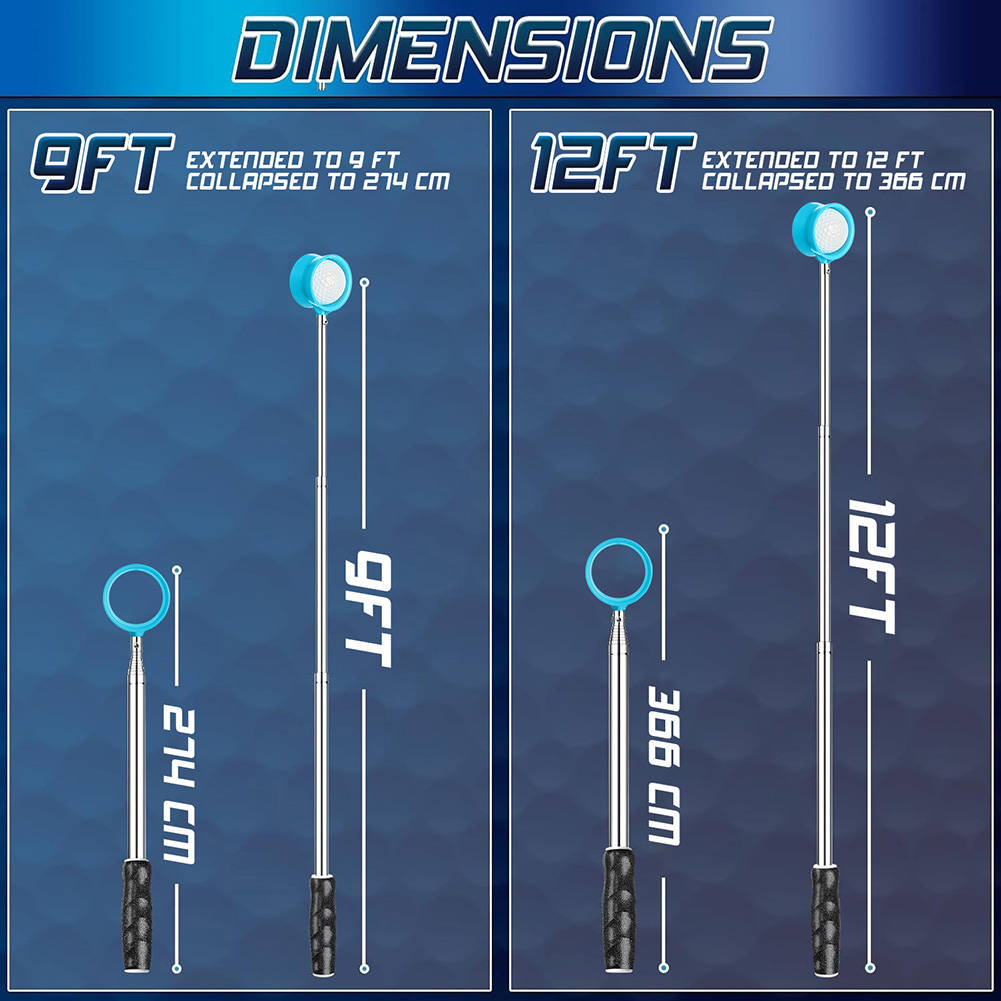 DIMENSIONS
9FT
EXTENDED TO 9 FT
COLLAPSED TO 274 CM
274 CM
9FT
12FT
EXTENDED TO 12 FT
COLLAPSED TO 366 CM
366 CM
12FT